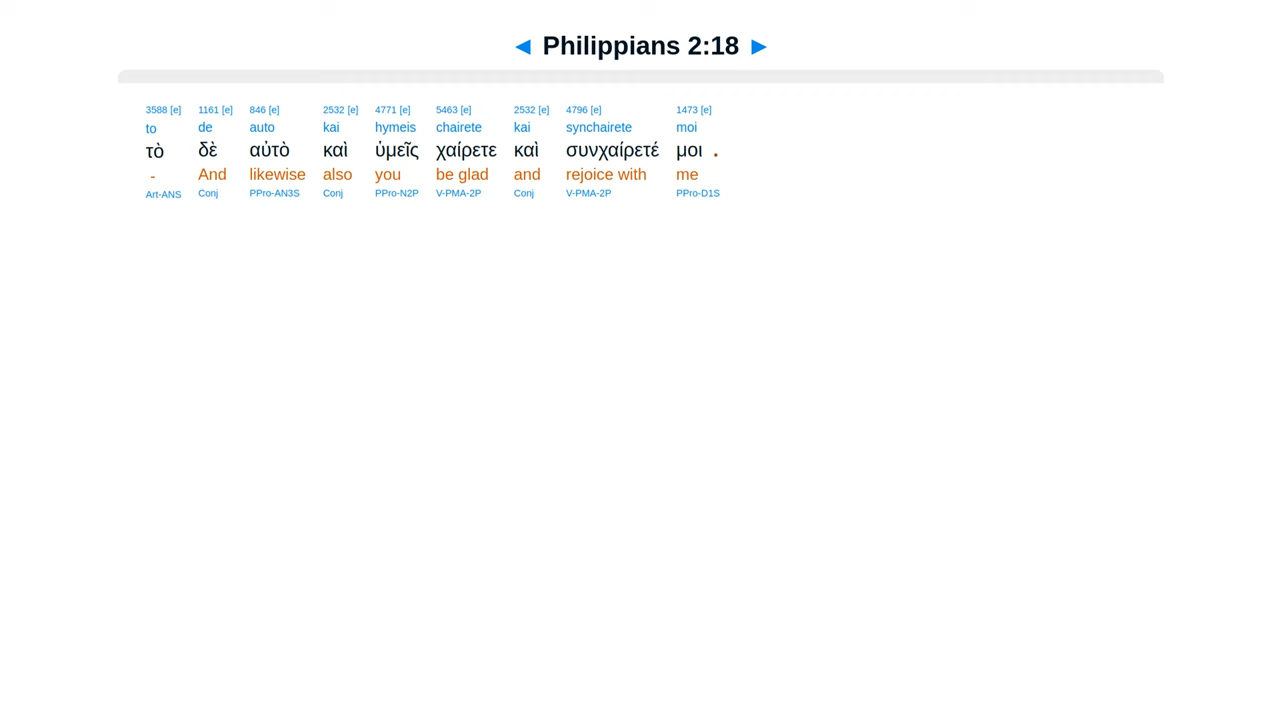 ◄ Philippians 2:18 ►
3588 [e] 1161 [e] 846 [e] 2532 [e] 4771 [e] 5463 [e] 2532 [e] 4796 [e] 1473 [e]
to de auto kai hymeis chairete kai synchairete moi
τὸ δὲ αὐτὸ καὶ ὑμεῖς χαίρετε καὶ συνχαίρετέ μοι .
- And likewise also you be glad and rejoice with me
Art-ANS Conj PPro-AN3S Conj PPro-N2P V-PMA-2P Conj V-PMA-2P PPro-D1S